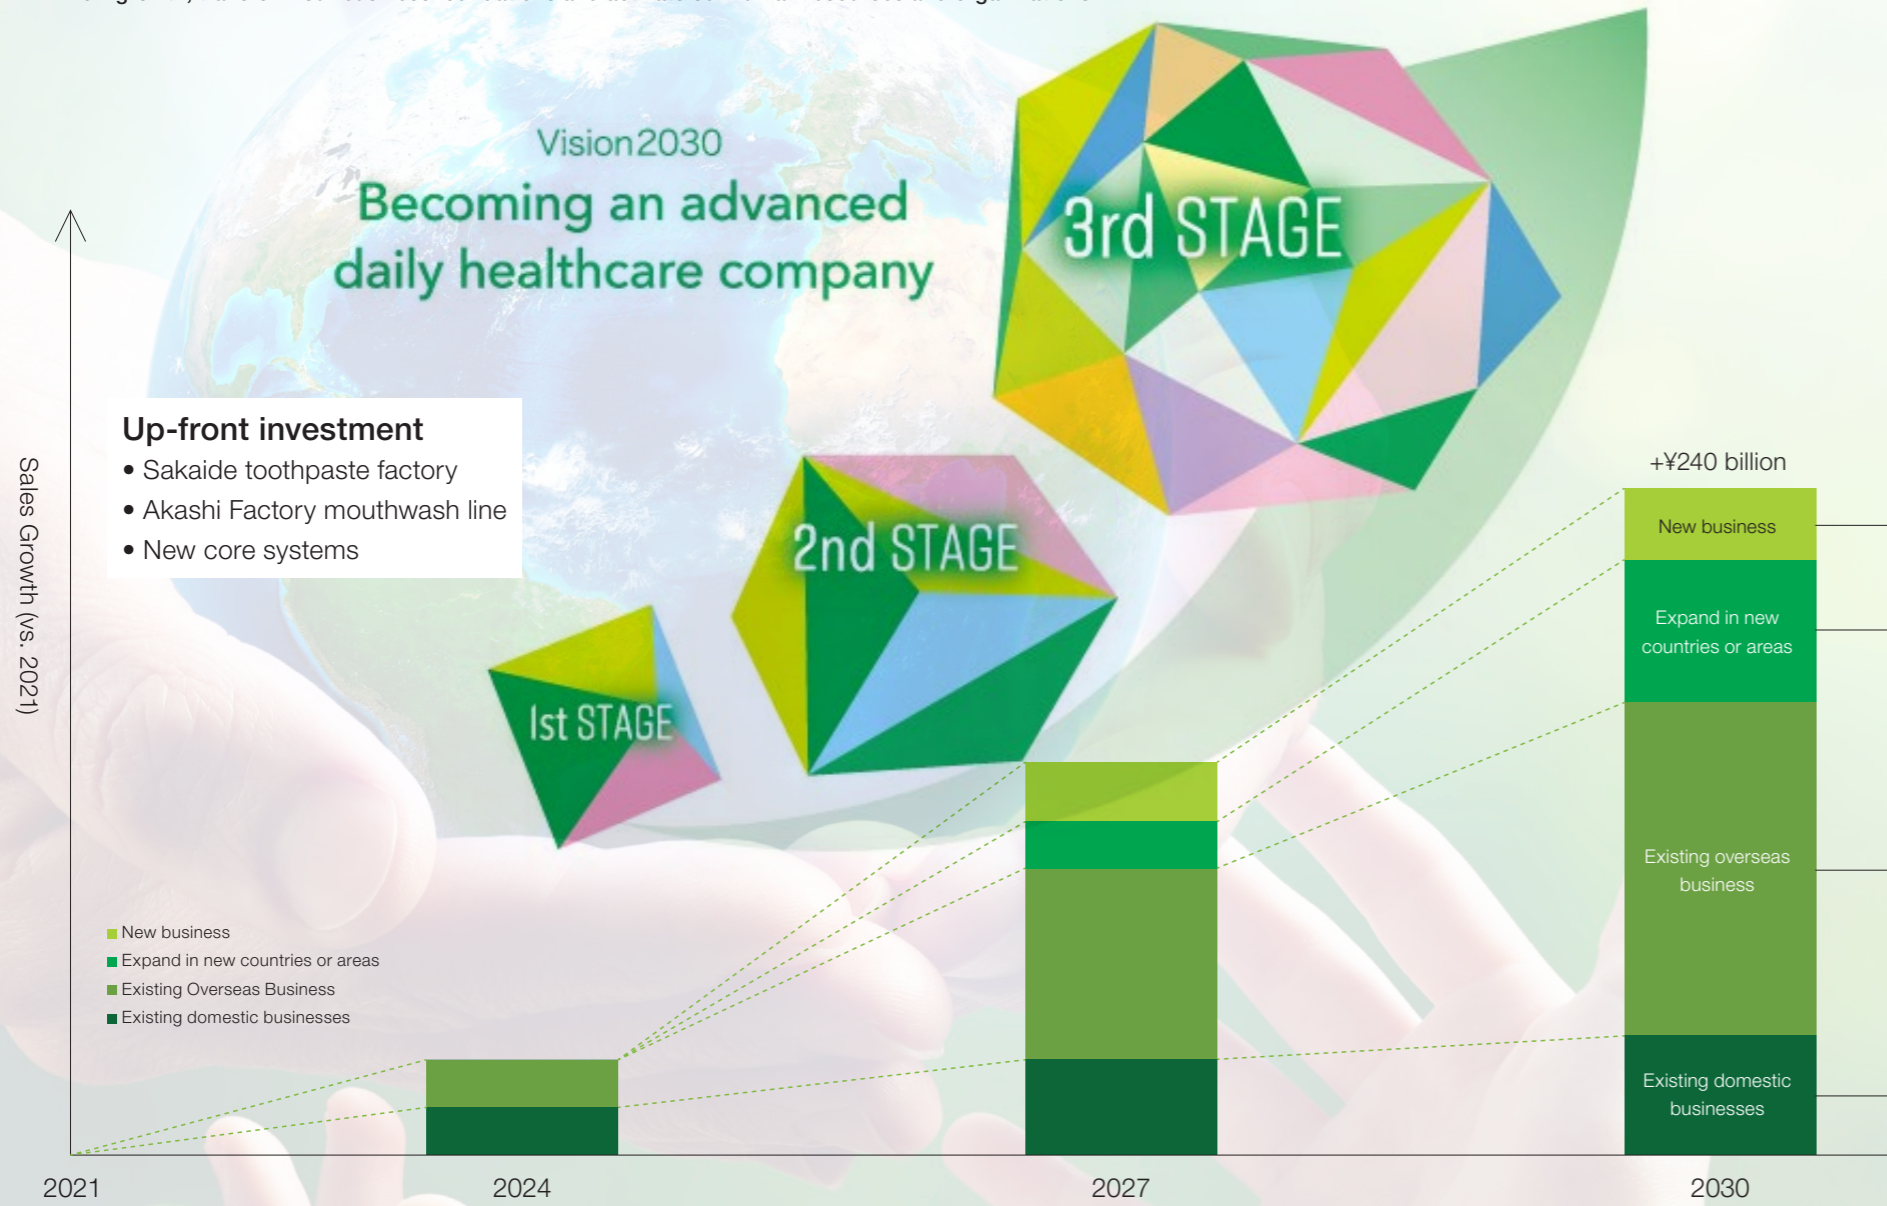 Vision2030
Becoming an advanced
daily healthcare company
3rd STAGE
Up-front investment
• Sakaide toothpaste factory
• Akashi Factory mouthwash line
• New core systems
2nd STAGE
1st STAGE
Sales Growth (vs. 2021)
+¥240 billion
New business
Expand in new
countries or areas
Existing overseas
business
Existing domestic
businesses
New business
Expand in new countries or areas
Existing Overseas Business
Existing domestic businesses
2021
2024
2027
2030